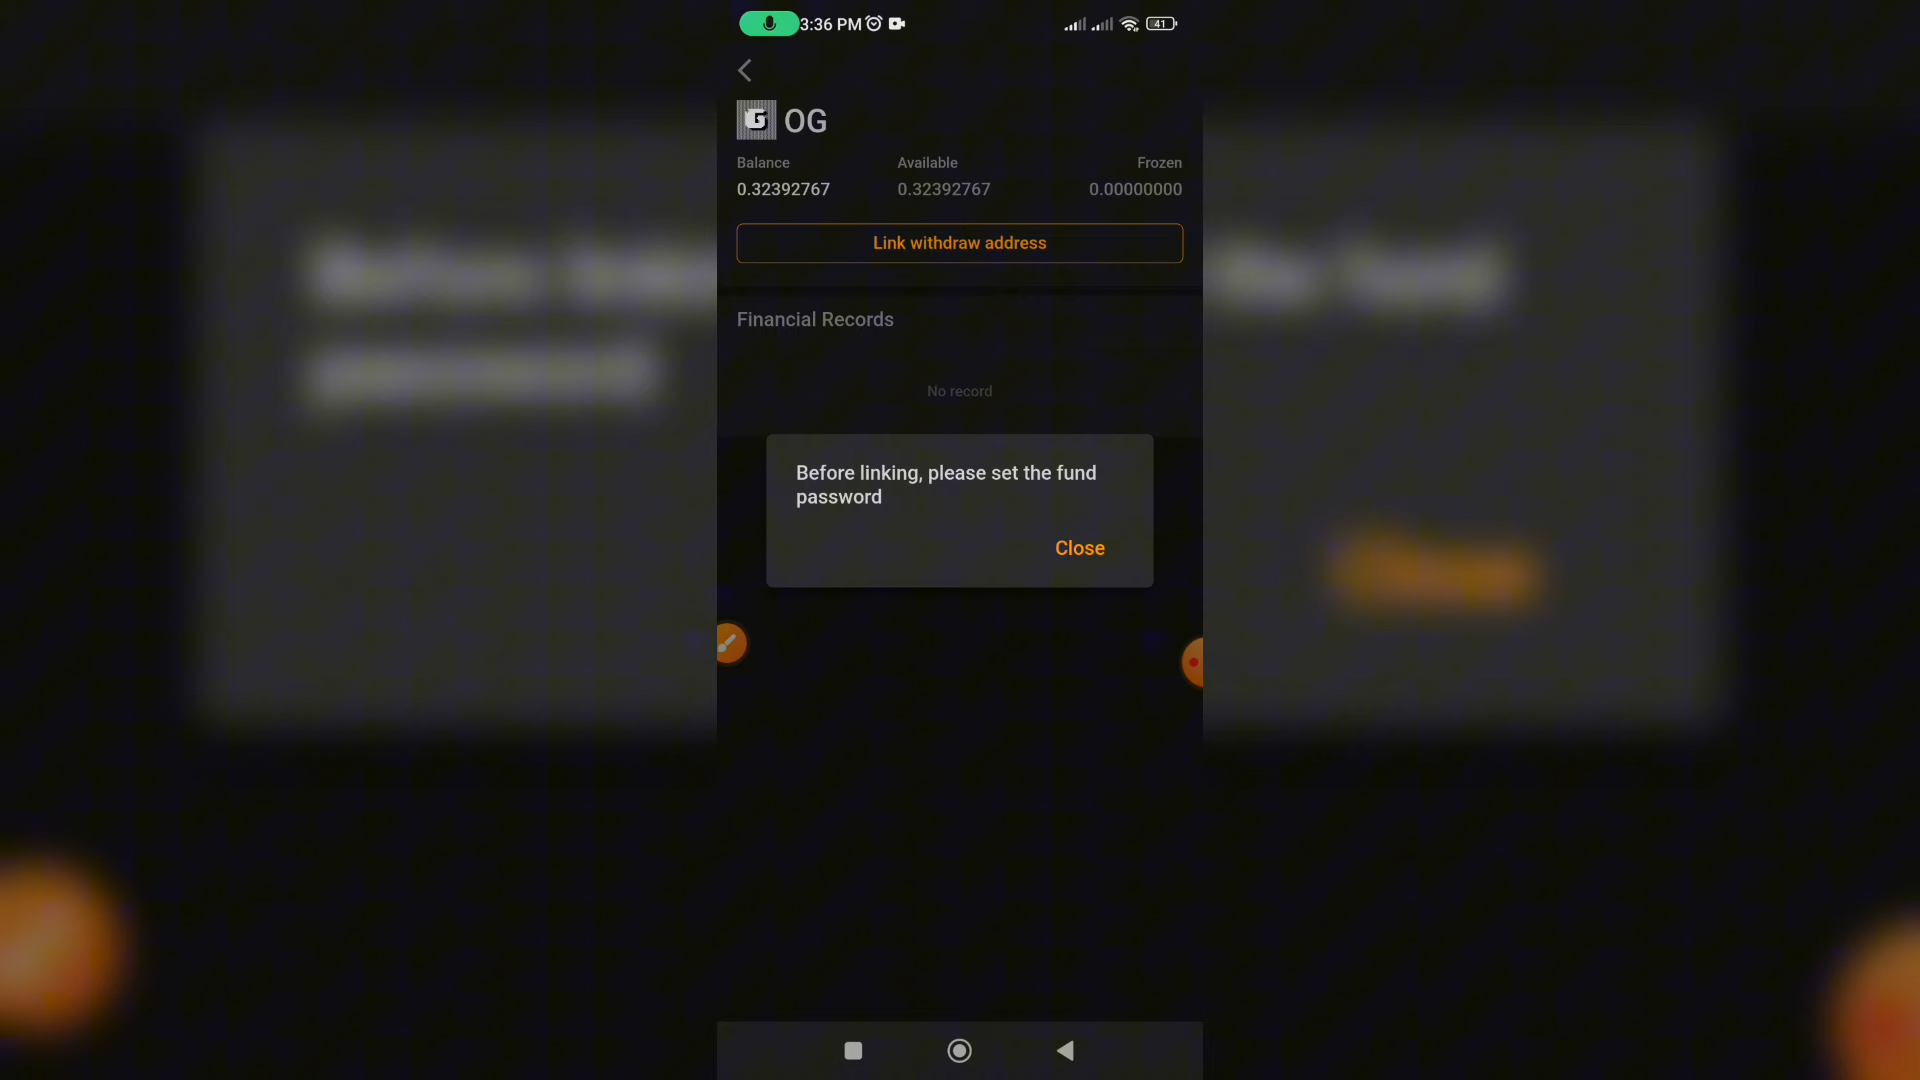 3:36 PM
41
G OG
Balance Available Frozen
0.32392767 0.32392767 0.00000000
Link withdraw address
Financial Records
No record
Before linking, please set the fund
password
Close